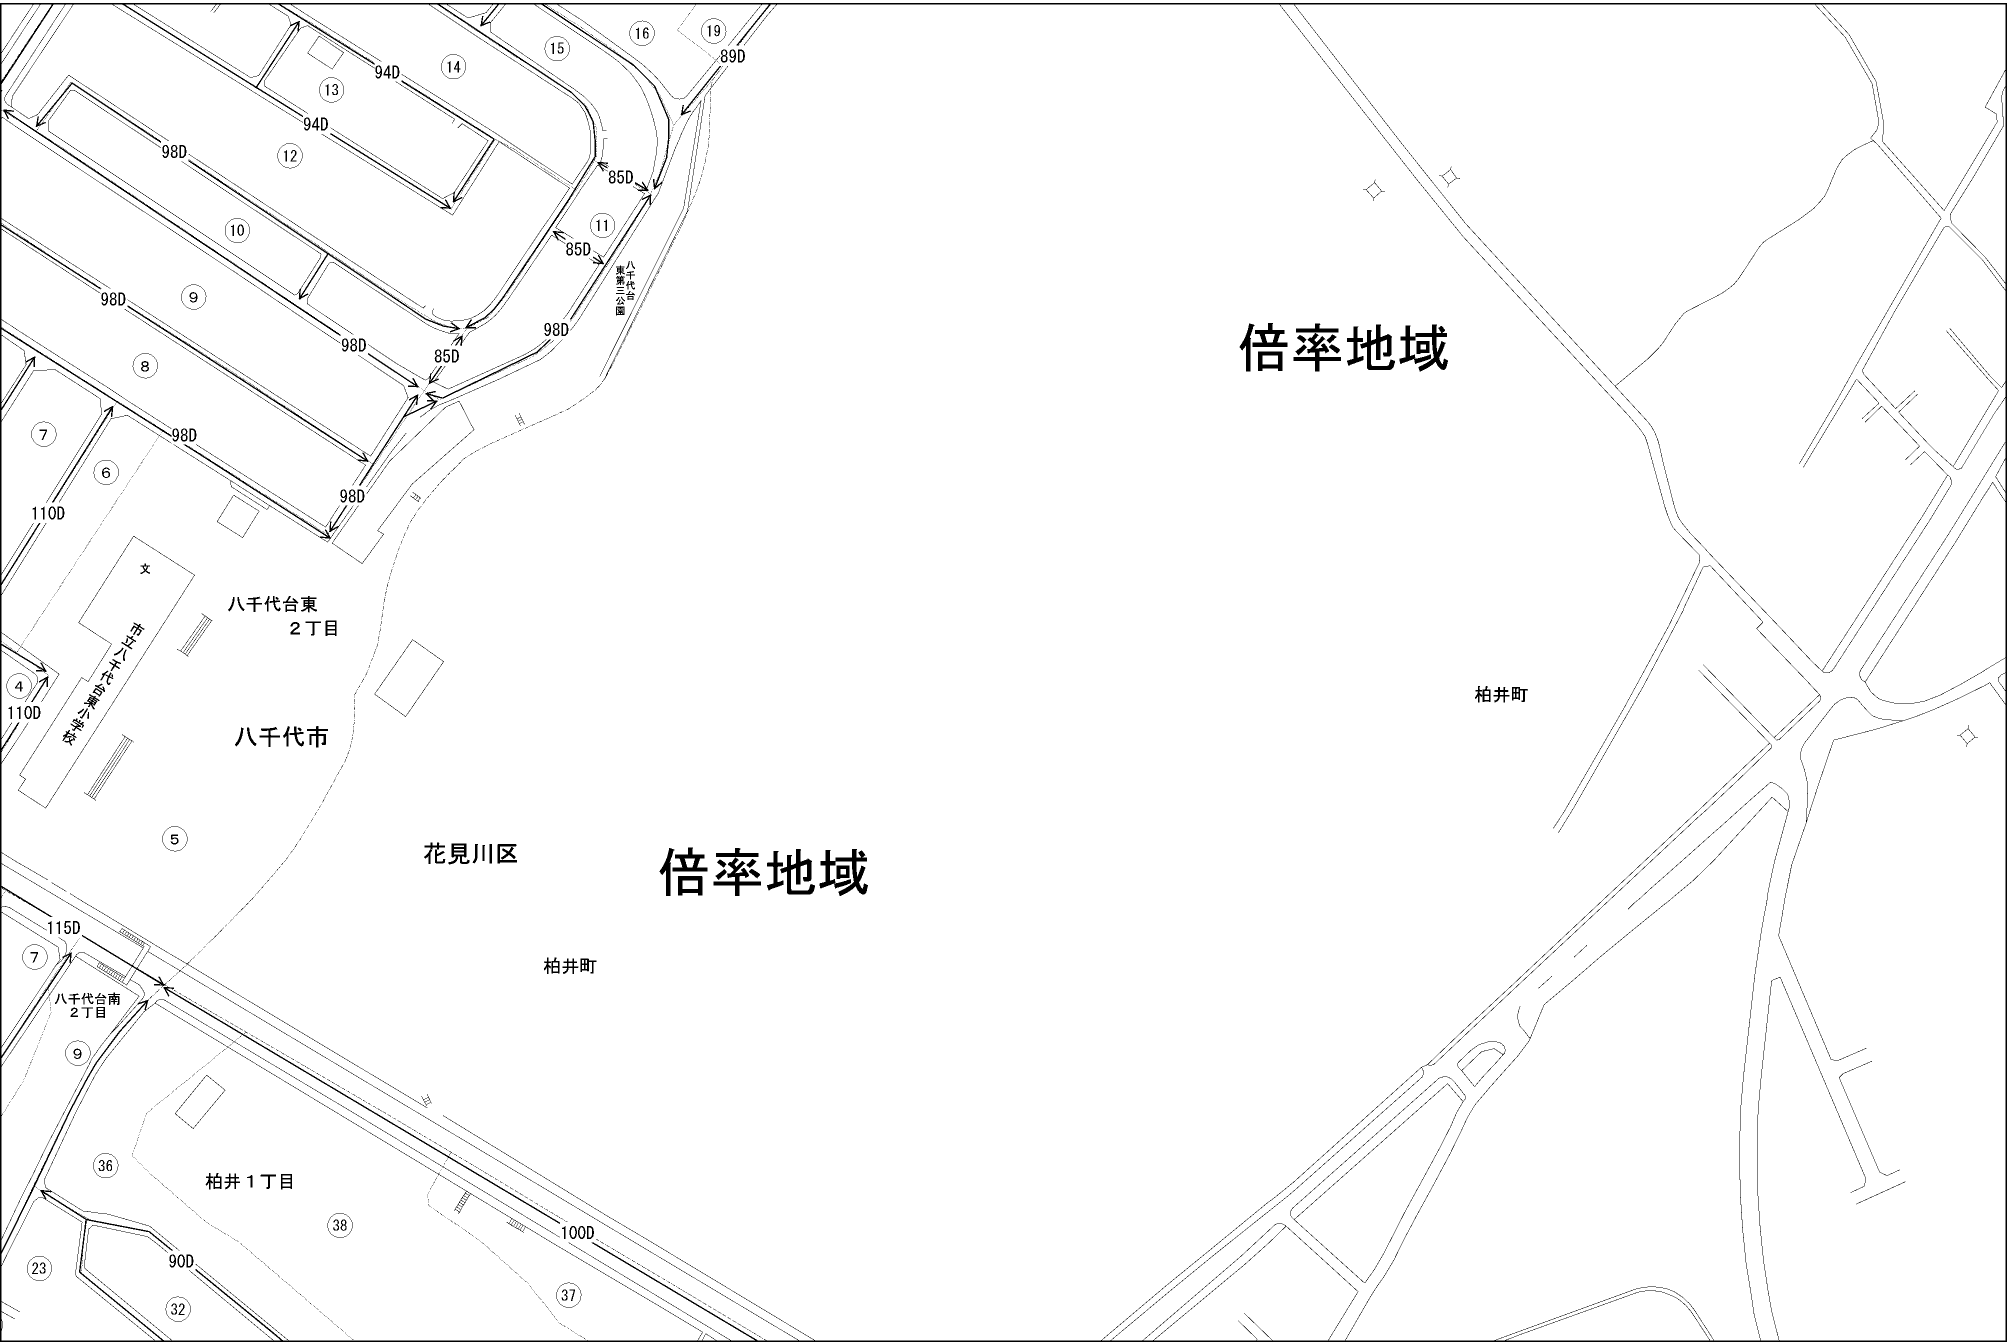 16
19
15
89D
14
94D
13
94D
12
98D
85D
11
10
85D
八千代台
東第三公園
9
98D
98D
98D
85D
倍率地域
8
7
98D
6
98D
110D
文
八千代台東
２丁目
市立八千代台東小学校
4
110D
柏井町
八千代市
5
花見川区
倍率地域
115D
7
柏井町
八千代台南
２丁目
9
36
柏井１丁目
38
100D
90D
23
37
32